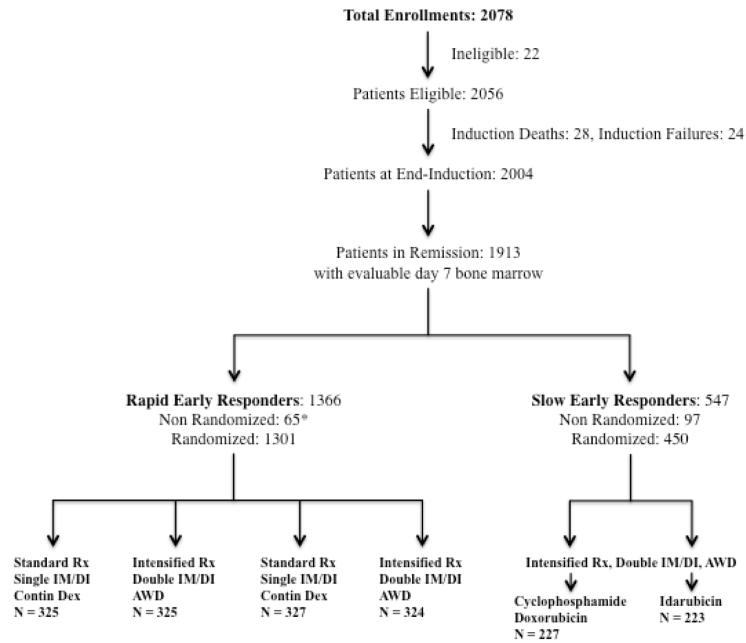 Total Enrollments: 2078
Ineligible: 22
Patients Eligible: 2056
Induction Deaths: 28, Induction Failures: 24
Patients at End-Induction: 2004
Patients in Remission: 1913
with evaluable day 7 bone marrow
Rapid Early Responders: 1366
Non Randomized: 65*
Randomized: 1301
Slow Early Responders: 547
Non Randomized: 97
Randomized: 450
Standard Rx
Single IM/DI
Contin Dex
N = 325
Intensified Rx
Double IM/DI
AWD
N = 325
Standard Rx
Single IM/DI
Contin Dex
N = 327
Intensified Rx
Double IM/DI
AWD
N = 324
Intensified Rx, Double IM/DI, AWD
Cyclophosphamide
Doxorubicin
N = 227
Idarubicin
N = 223